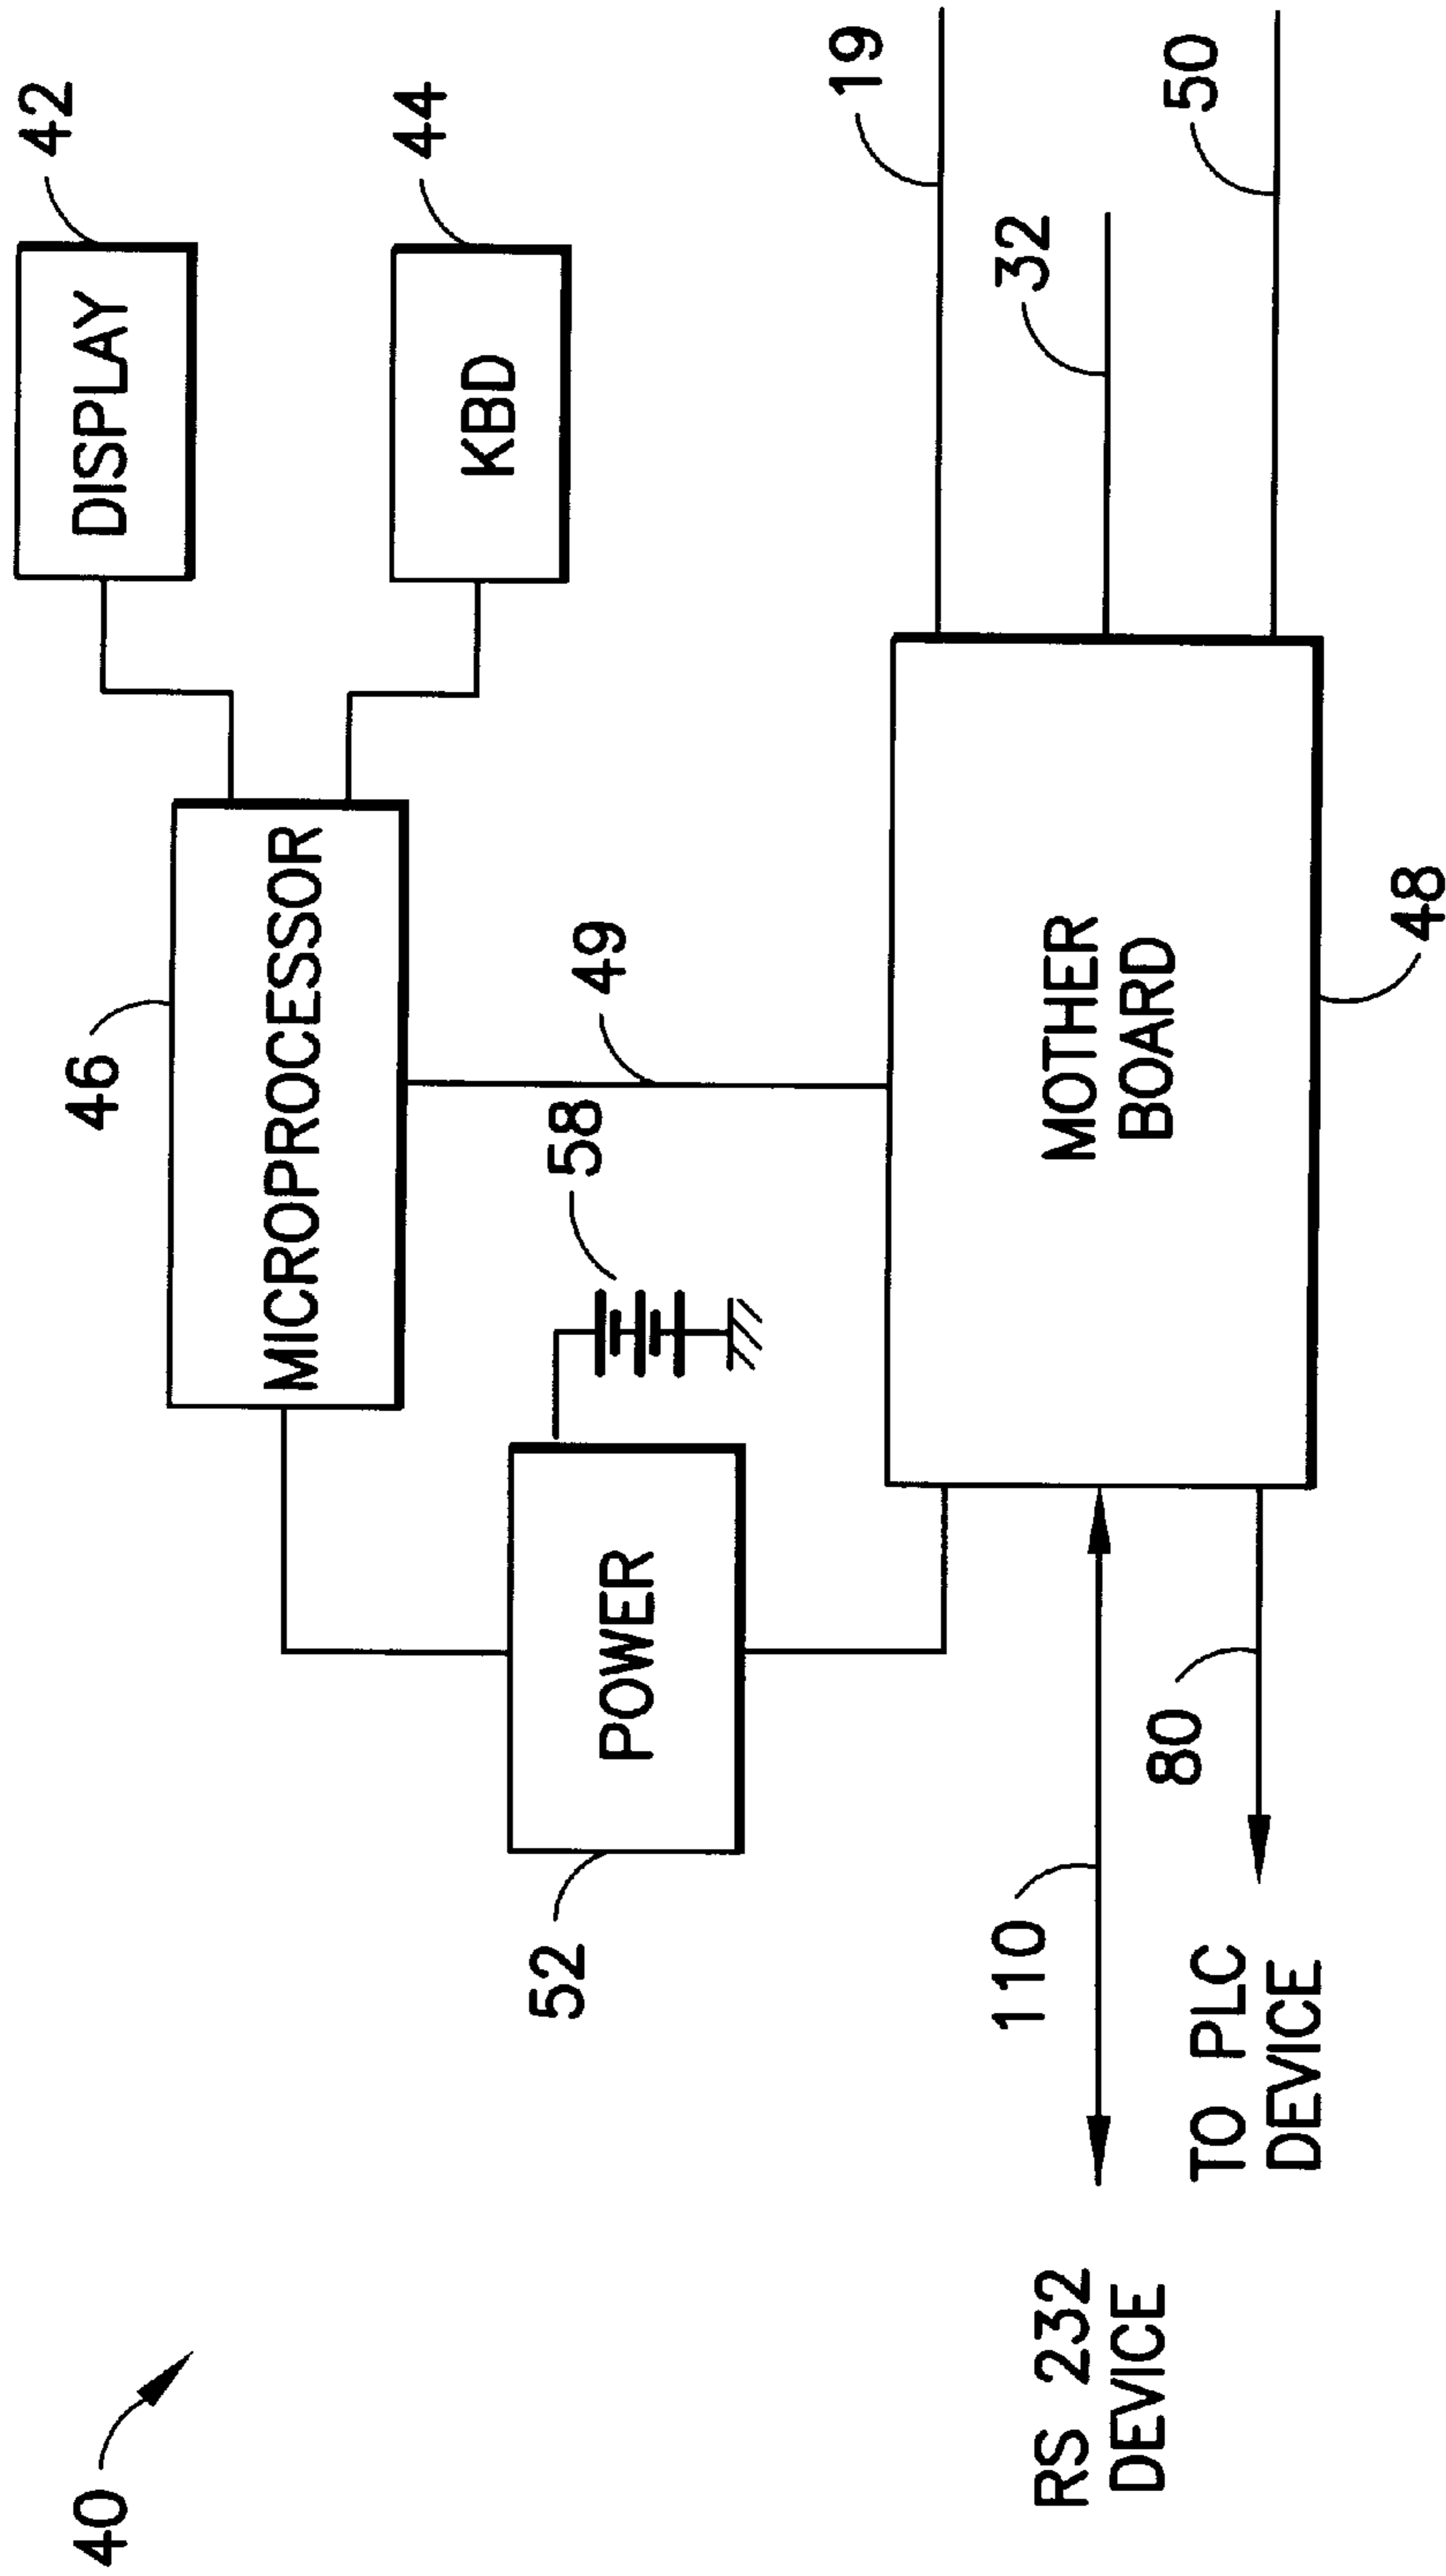 40
42
DISPLAY
46
MICROPROCESSOR
44
KBD
52
POWER
58
49
19
32
50
MOTHER
BOARD
48
110
RS 232
DEVICE
80
TO PLC
DEVICE